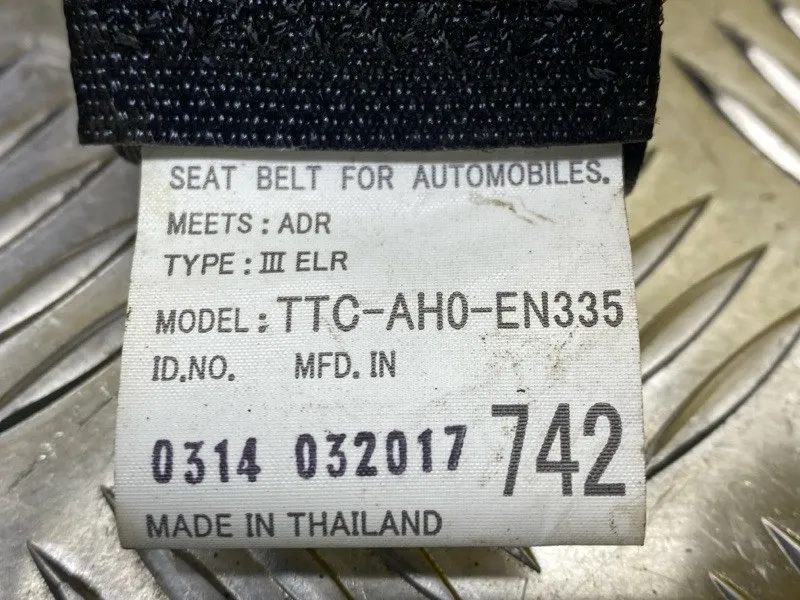 SEAT BELT FOR AUTOMOBILES.
MEETS: ADR
TYPE: III ELR
MODEL: TTC-AH0-EN335
ID.NO. MFD. IN
0314 032017 742
MADE IN THAILAND